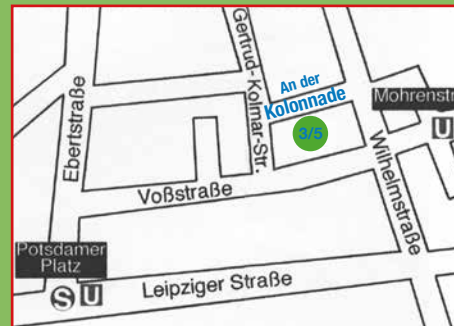 Gertrud-Kolmar-Str.
An der
Kolonnade
Mohrenstr
3/5
U
Ebertstraße
Wilhelmstraße
Voßstraße
Potsdamer
Platz
S U
Leipziger Straße